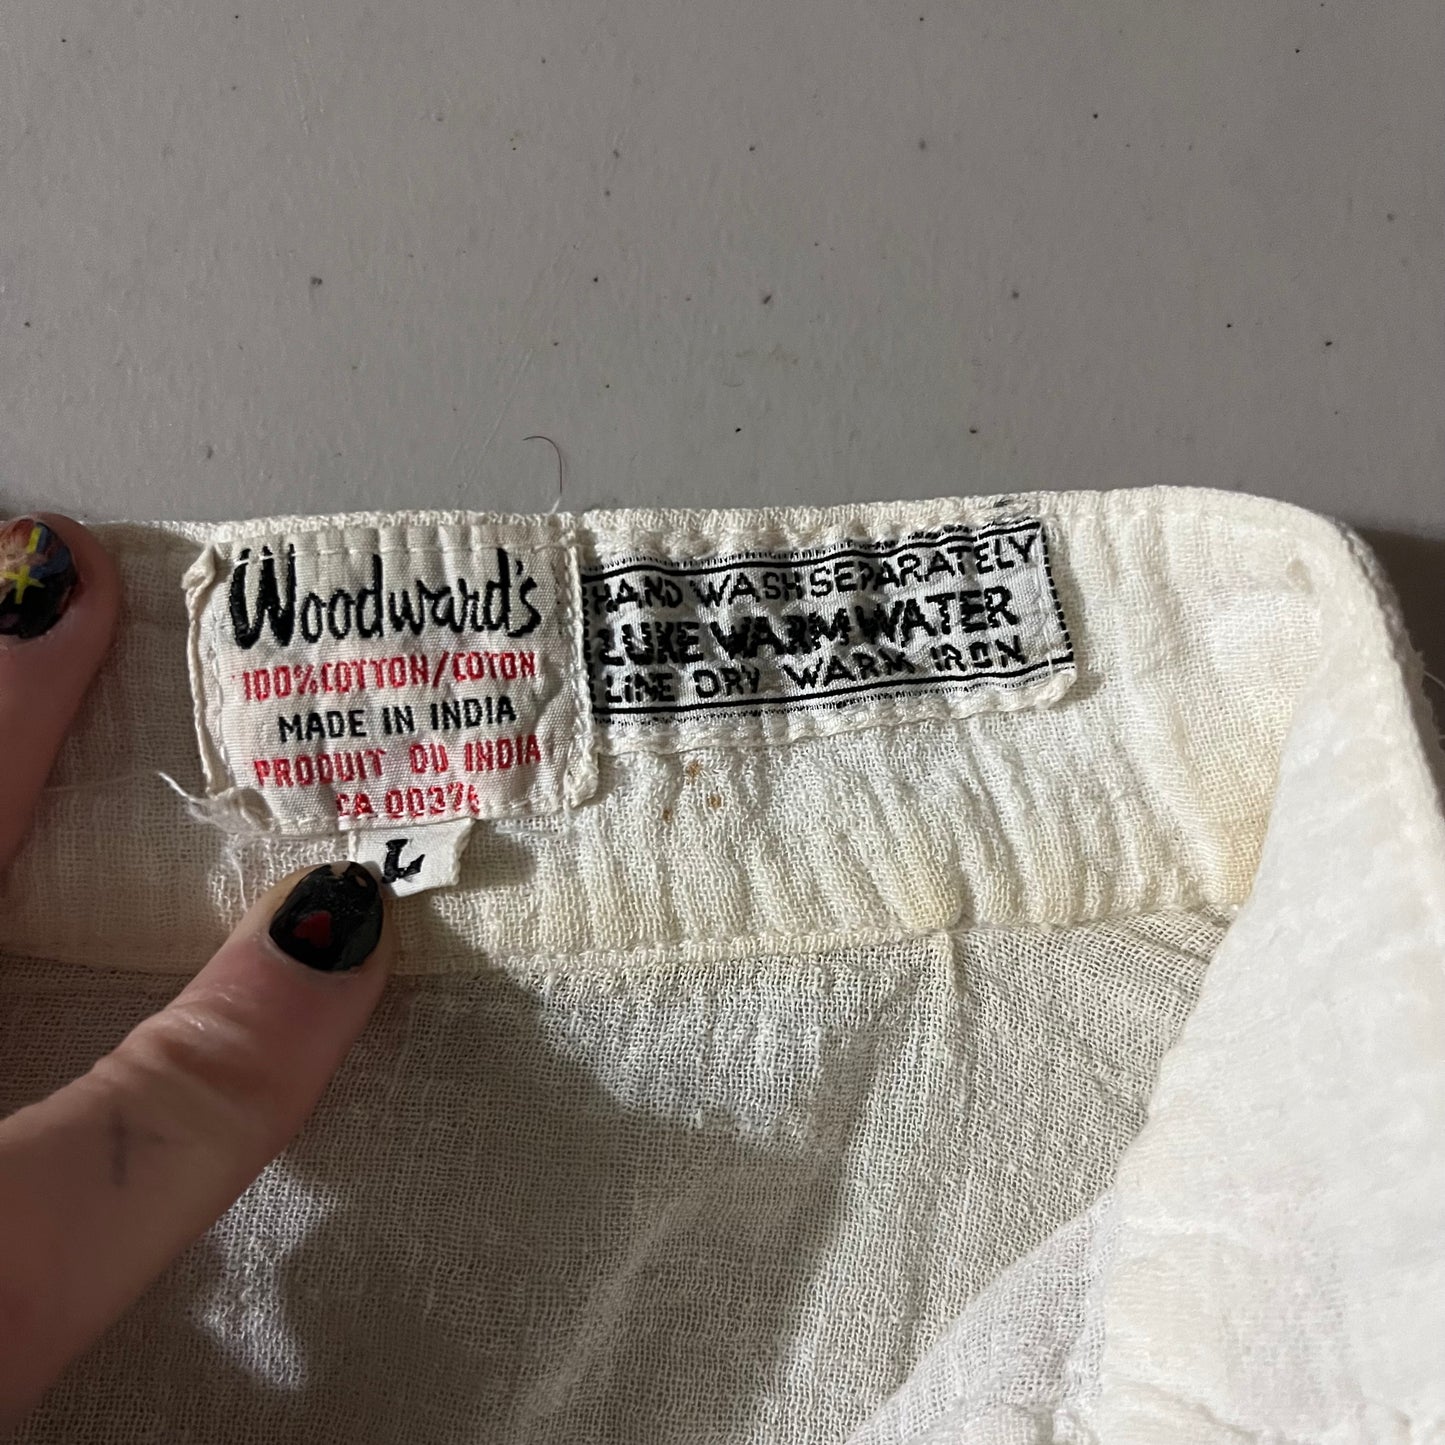 Woodward's
100% COTTON/COTON
MADE IN INDIA
PRODUIT DU INDIA
CA 00376
L
HAND WASH SEPARATELY
LUKE WARM WATER
LINE DRY WARM IRON